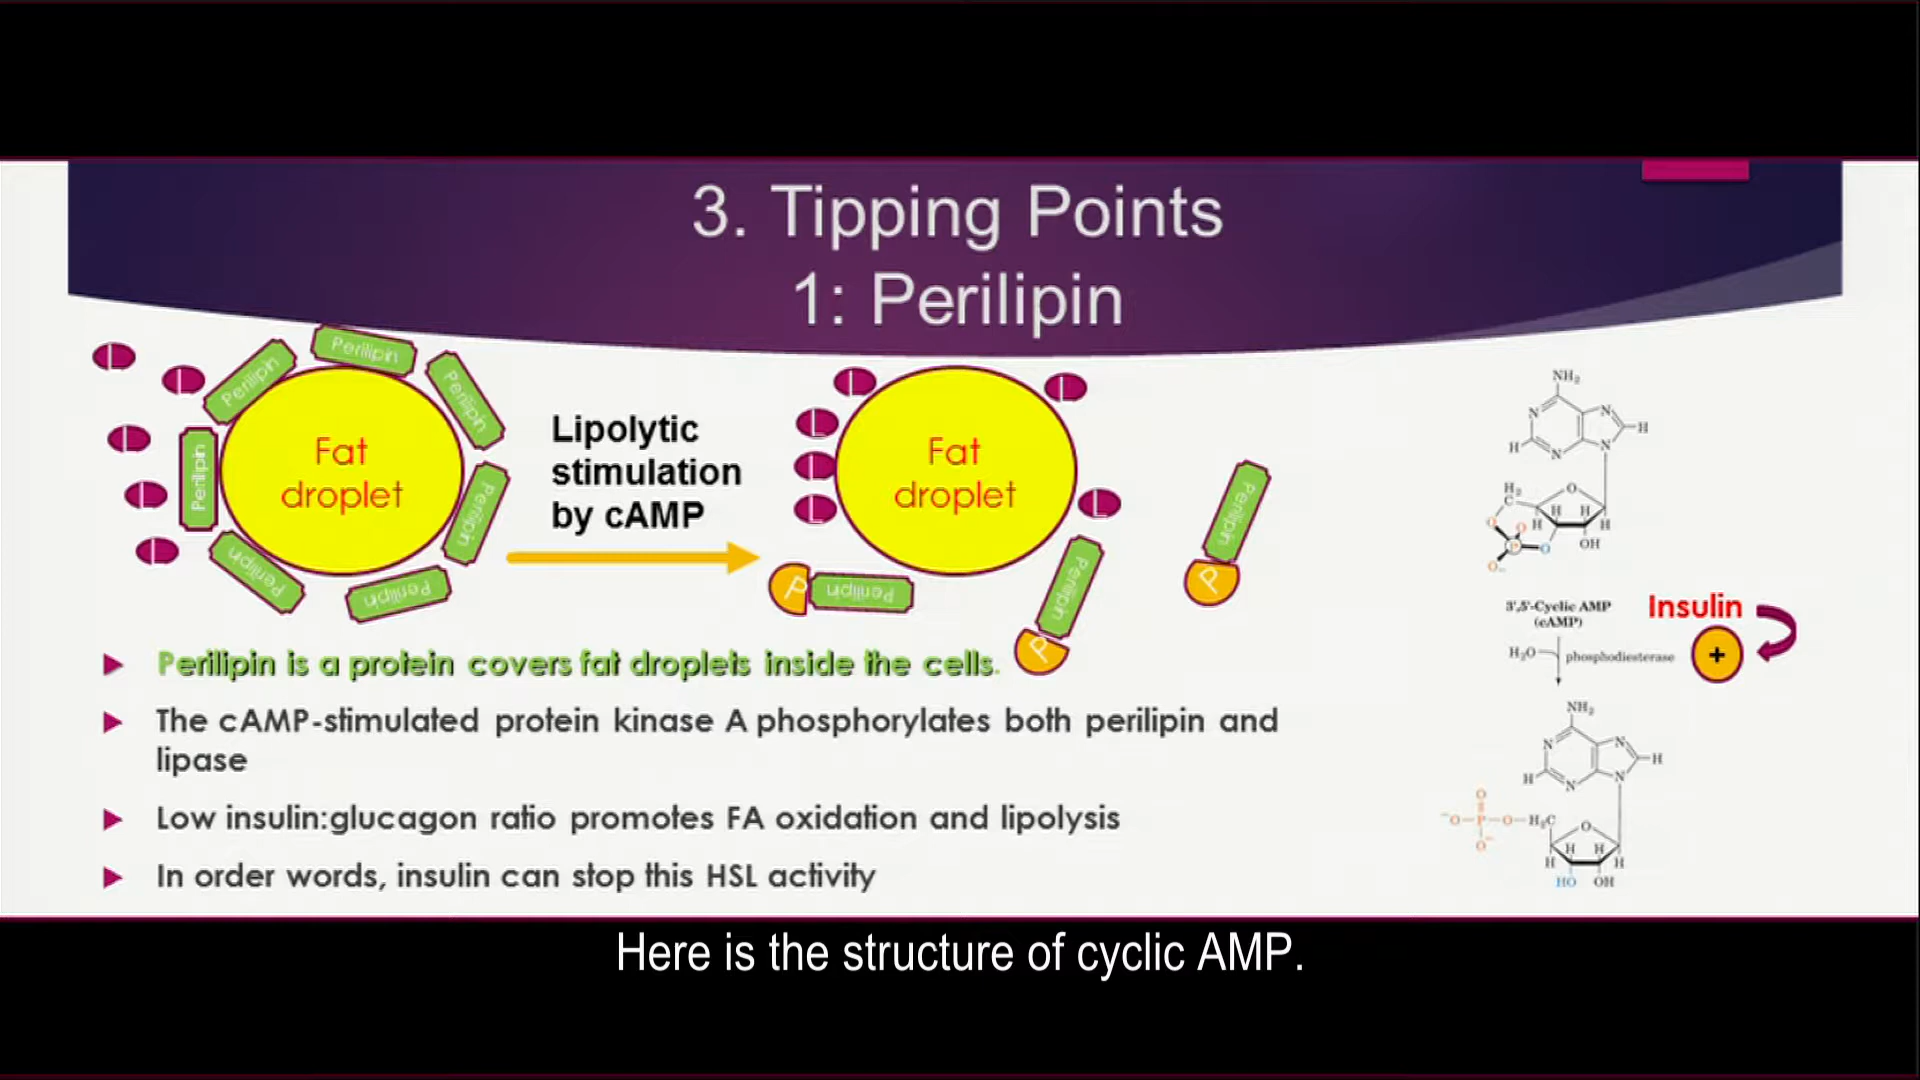 3. Tipping Points
1: Perilipin
L
L
L
L
L
Perilipin
Perilipin
Perilipin
Perilipin
Perilipin
Perilipin
Perilipin
Fat
droplet
Lipolytic
stimulation
by cAMP
L
L
L
L
L
L
Fat
droplet
P Perilipin
Perilipin
P
Perilipin
P
NH₂
N
N
H
H
N
N
H₂
C
O
O
H
H
H
H
O
P
O
OH
O-
3',5'-Cyclic AMP
(cAMP)
H₂O
phosphodiesterase
Insulin
+
NH₂
N
N
H
H
N
N
O
-O-P-O-H₂C
O-
O
H
H
H
H
HO OH
Perilipin is a protein covers fat droplets inside the cells.
The cAMP-stimulated protein kinase A phosphorylates both perilipin and
lipase
Low insulin:glucagon ratio promotes FA oxidation and lipolysis
In order words, insulin can stop this HSL activity
Here is the structure of cyclic AMP.